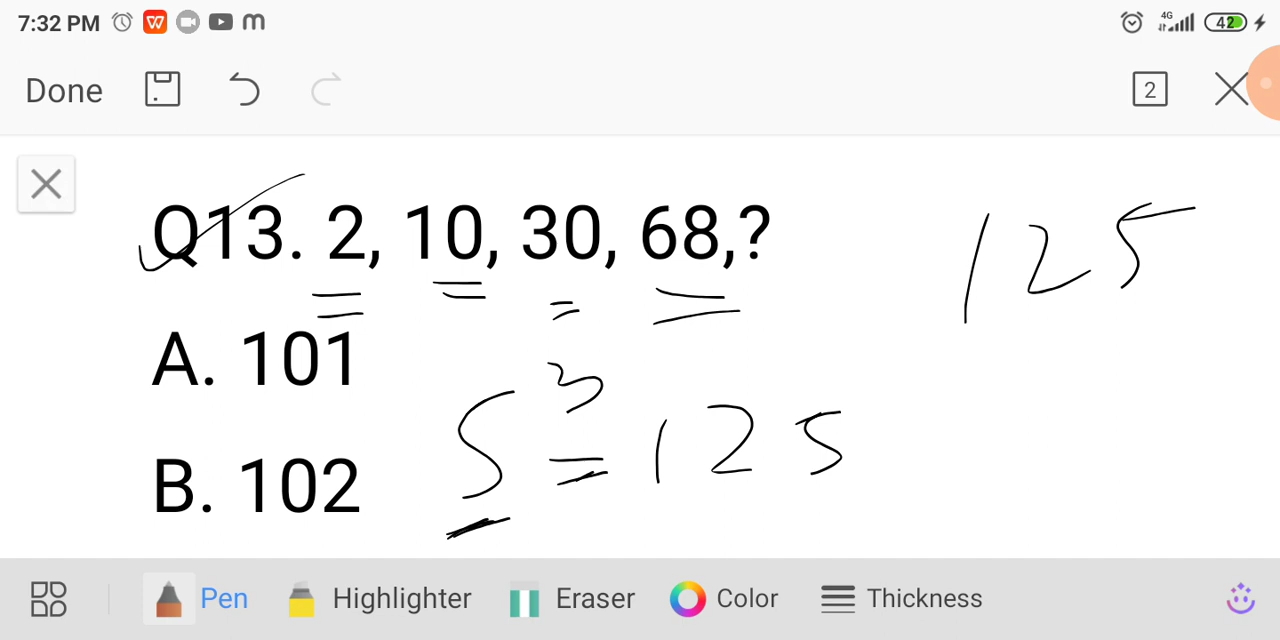 7:32 PM W m 4G 42
Done 2
Q13. 2, 10, 30, 68,? 125
A. 101
5³ = 125
B. 102
Pen Highlighter Eraser Color Thickness